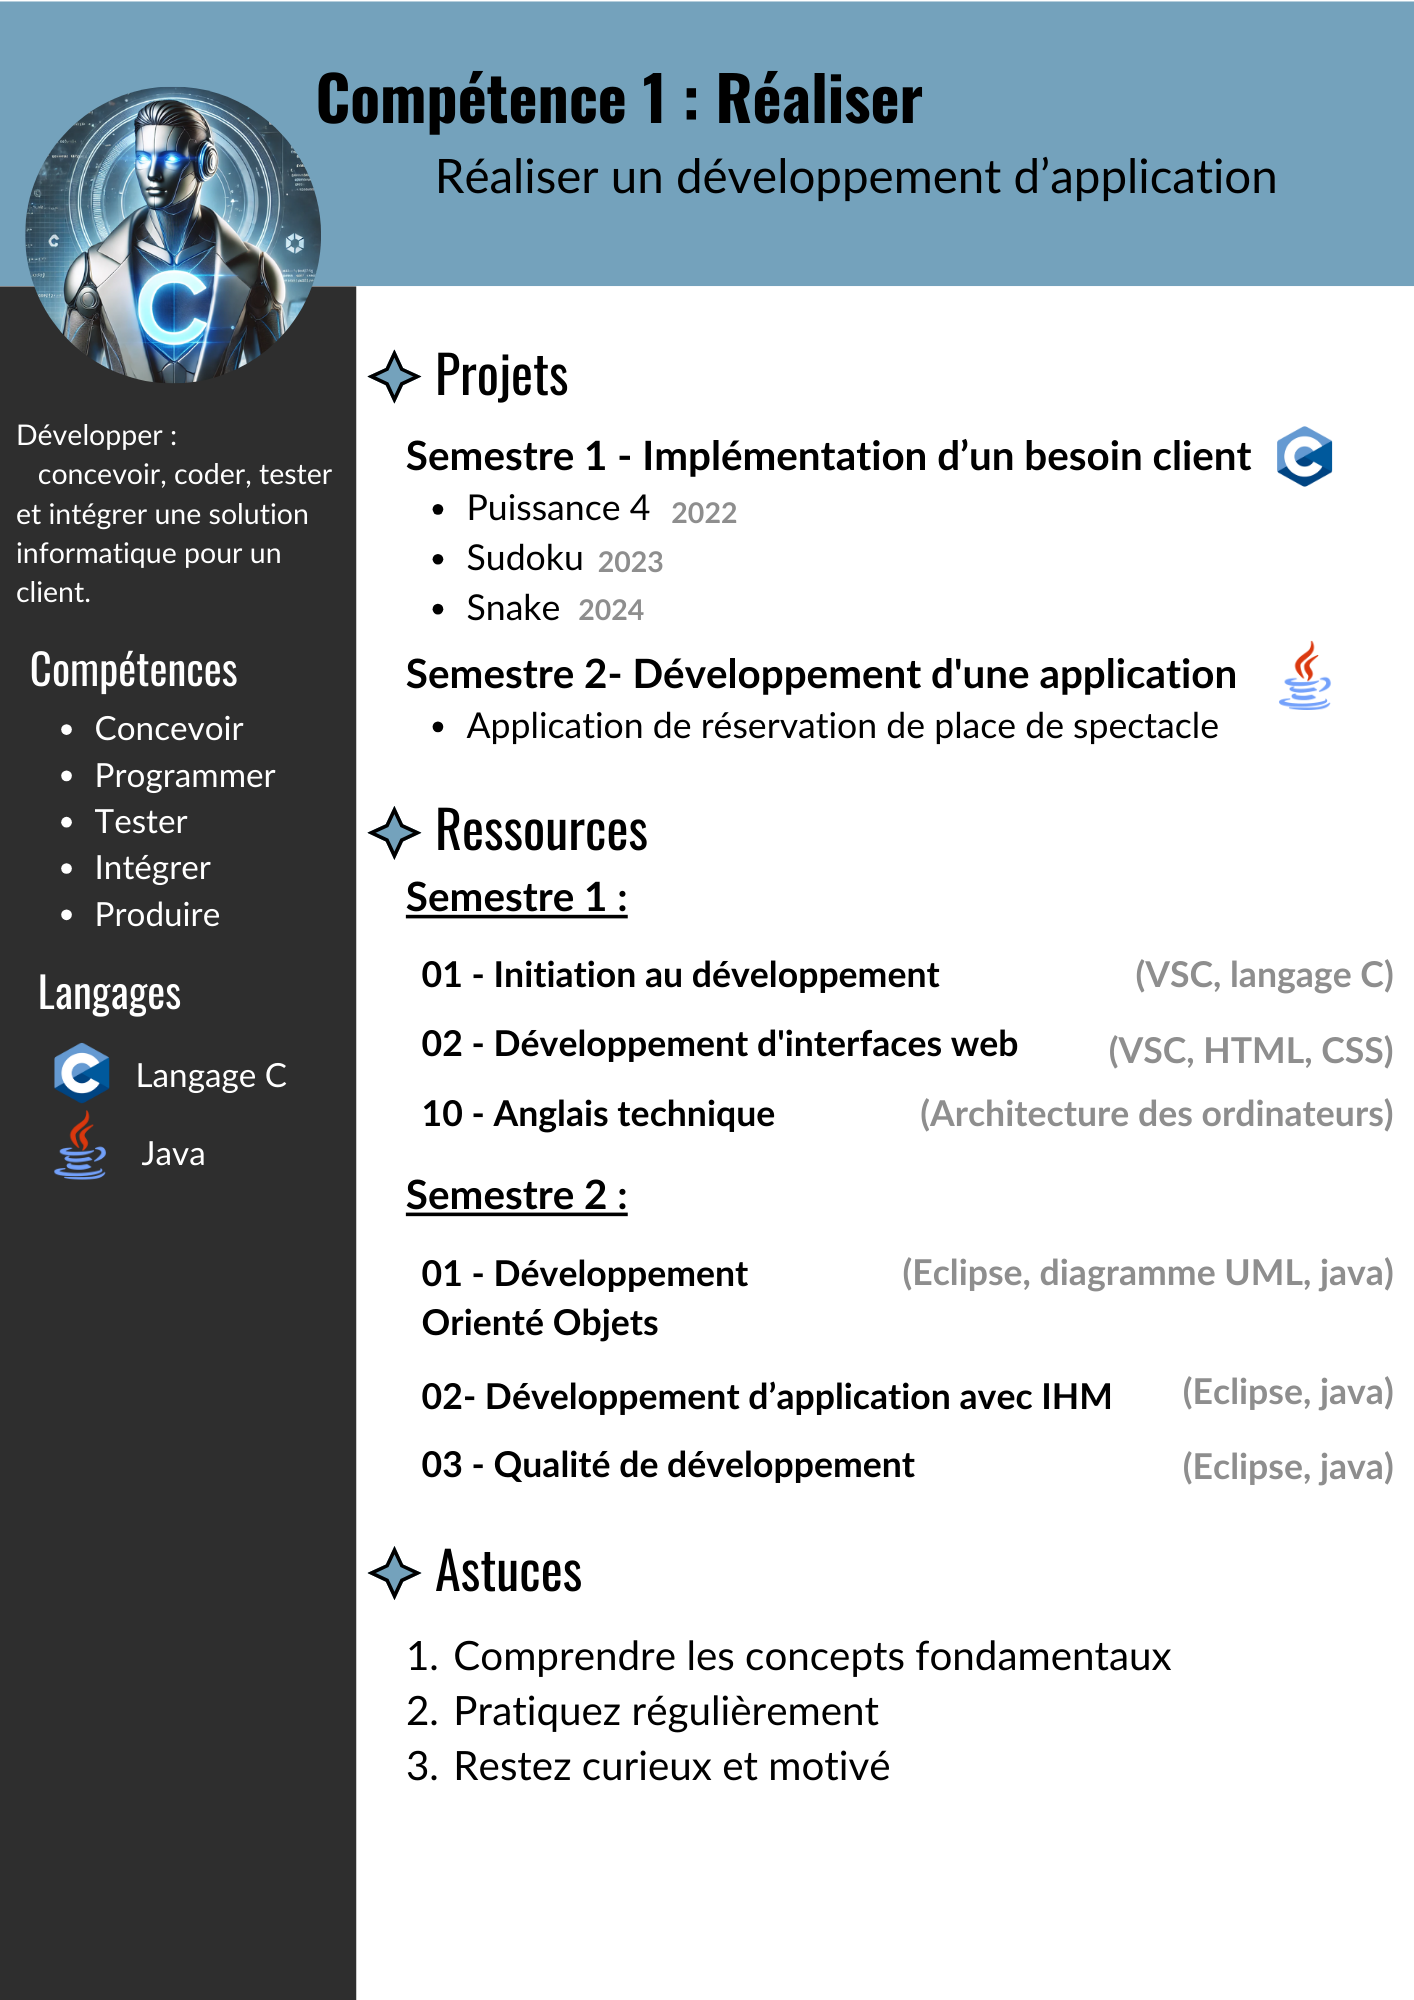 Compétence 1 : Réaliser
Réaliser un développement d’application
C
C
Développer :
concevoir, coder, tester
et intégrer une solution
informatique pour un
client.
Compétences
• Concevoir
• Programmer
• Tester
• Intégrer
• Produire
Langages
C Langage C
Java
Projets
Semestre 1 - Implémentation d’un besoin client C
• Puissance 4 2022
• Sudoku 2023
• Snake 2024
Semestre 2- Développement d'une application
• Application de réservation de place de spectacle
Ressources
Semestre 1 :
01 - Initiation au développement (VSC, langage C)
02 - Développement d'interfaces web (VSC, HTML, CSS)
10 - Anglais technique (Architecture des ordinateurs)
Semestre 2 :
01 - Développement (Eclipse, diagramme UML, java)
Orienté Objets
02- Développement d’application avec IHM (Eclipse, java)
03 - Qualité de développement (Eclipse, java)
Astuces
1. Comprendre les concepts fondamentaux
2. Pratiquez régulièrement
3. Restez curieux et motivé